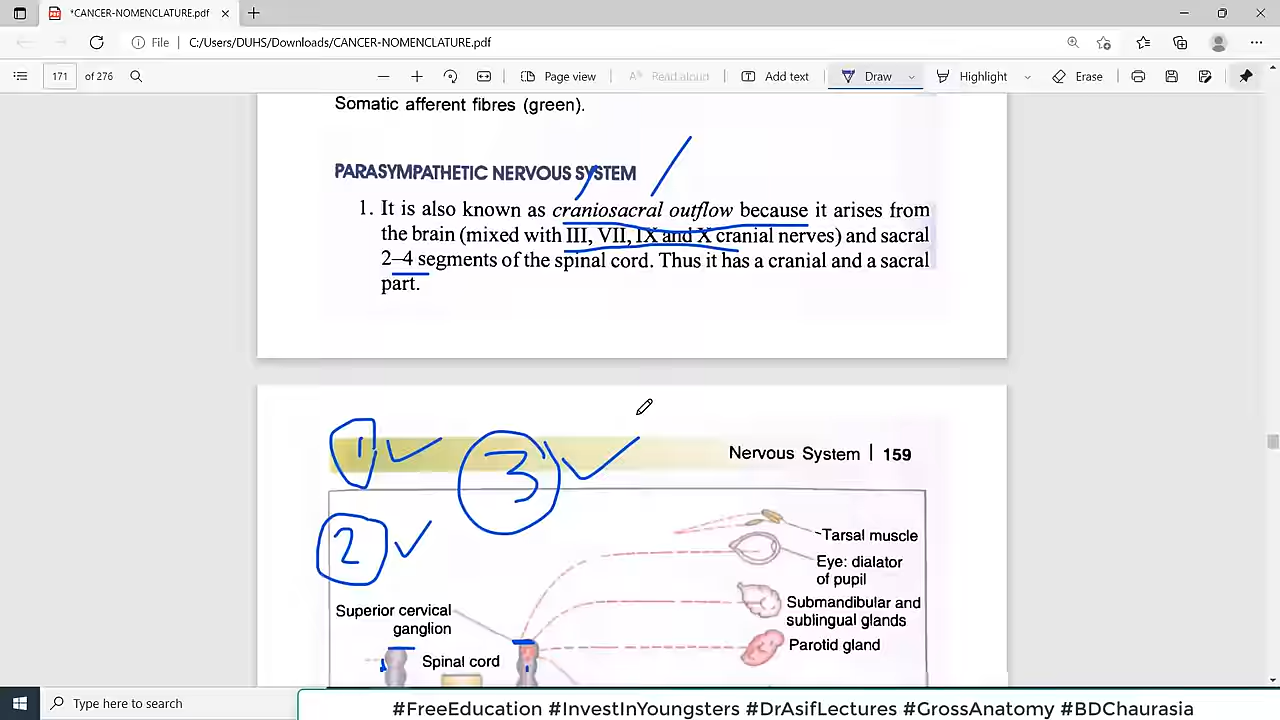 *CANCER-NOMENCLATURE.pdf
File
C:/Users/DUHS/Downloads/CANCER-NOMENCLATURE.pdf
171 of 276
Page view
Read aloud
Add text
Draw
Highlight
Erase
Somatic afferent fibres (green).
PARASYMPATHETIC NERVOUS SYSTEM
1. It is also known as craniosacral outflow because it arises from
the brain (mixed with III, VII, IX and X cranial nerves) and sacral
2–4 segments of the spinal cord. Thus it has a cranial and a sacral
part.
1
3
Nervous System | 159
2
Tarsal muscle
Eye: dialator
of pupil
Submandibular and
sublingual glands
Superior cervical
ganglion
Parotid gland
Spinal cord
Type here to search
#FreeEducation #InvestInYoungsters #DrAsifLectures #GrossAnatomy #BDChaurasia